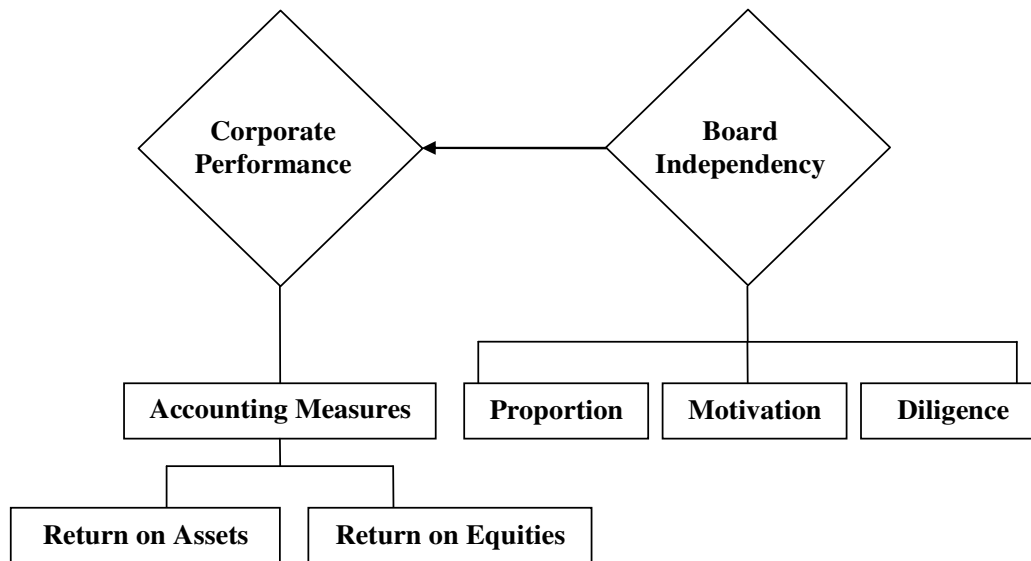 Corporate
Performance
Board
Independency
Accounting Measures
Proportion
Motivation
Diligence
Return on Assets
Return on Equities